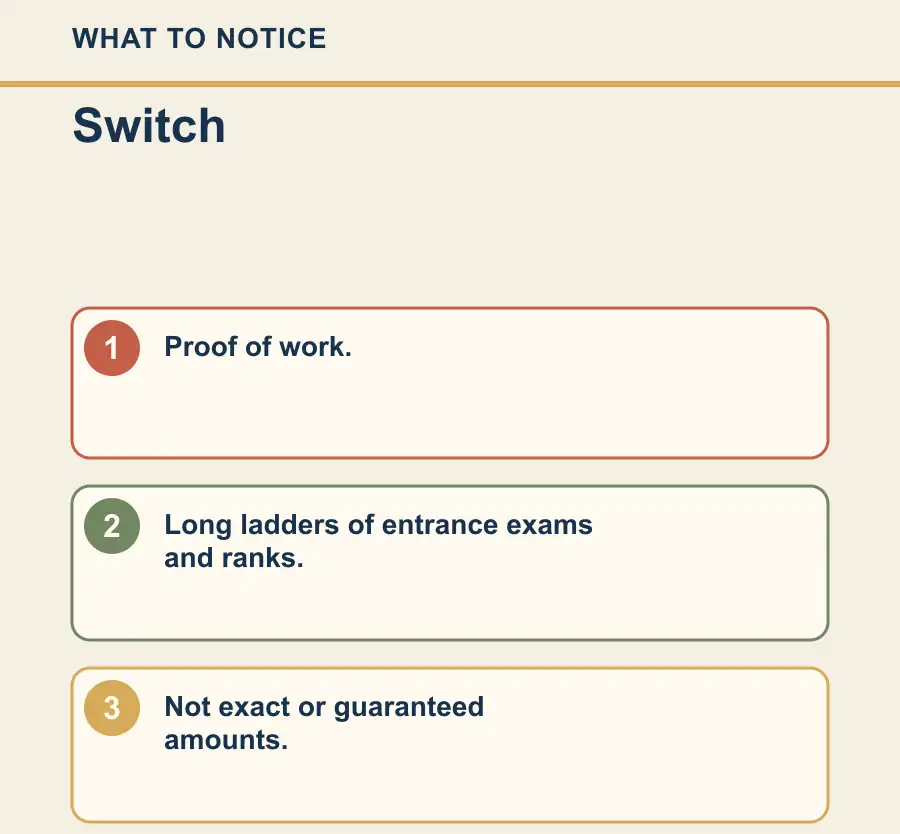 WHAT TO NOTICE
Switch
1
Proof of work.
2
Long ladders of entrance exams
and ranks.
3
Not exact or guaranteed
amounts.